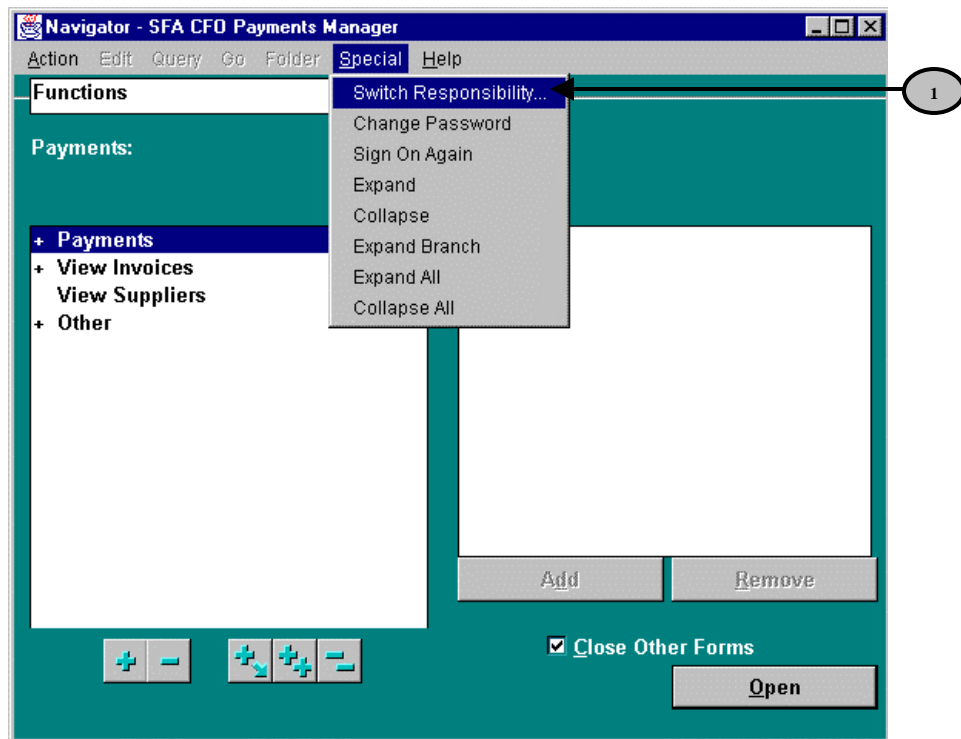 Navigator - SFA CFO Payments Manager
Action Edit Query Go Folder Special Help
Functions
Switch Responsibility...
1
Change Password
Payments:
Sign On Again
Expand
Collapse
+ Payments
Expand Branch
+ View Invoices
Expand All
View Suppliers
Collapse All
+ Other
Add Remove
Close Other Forms
Open